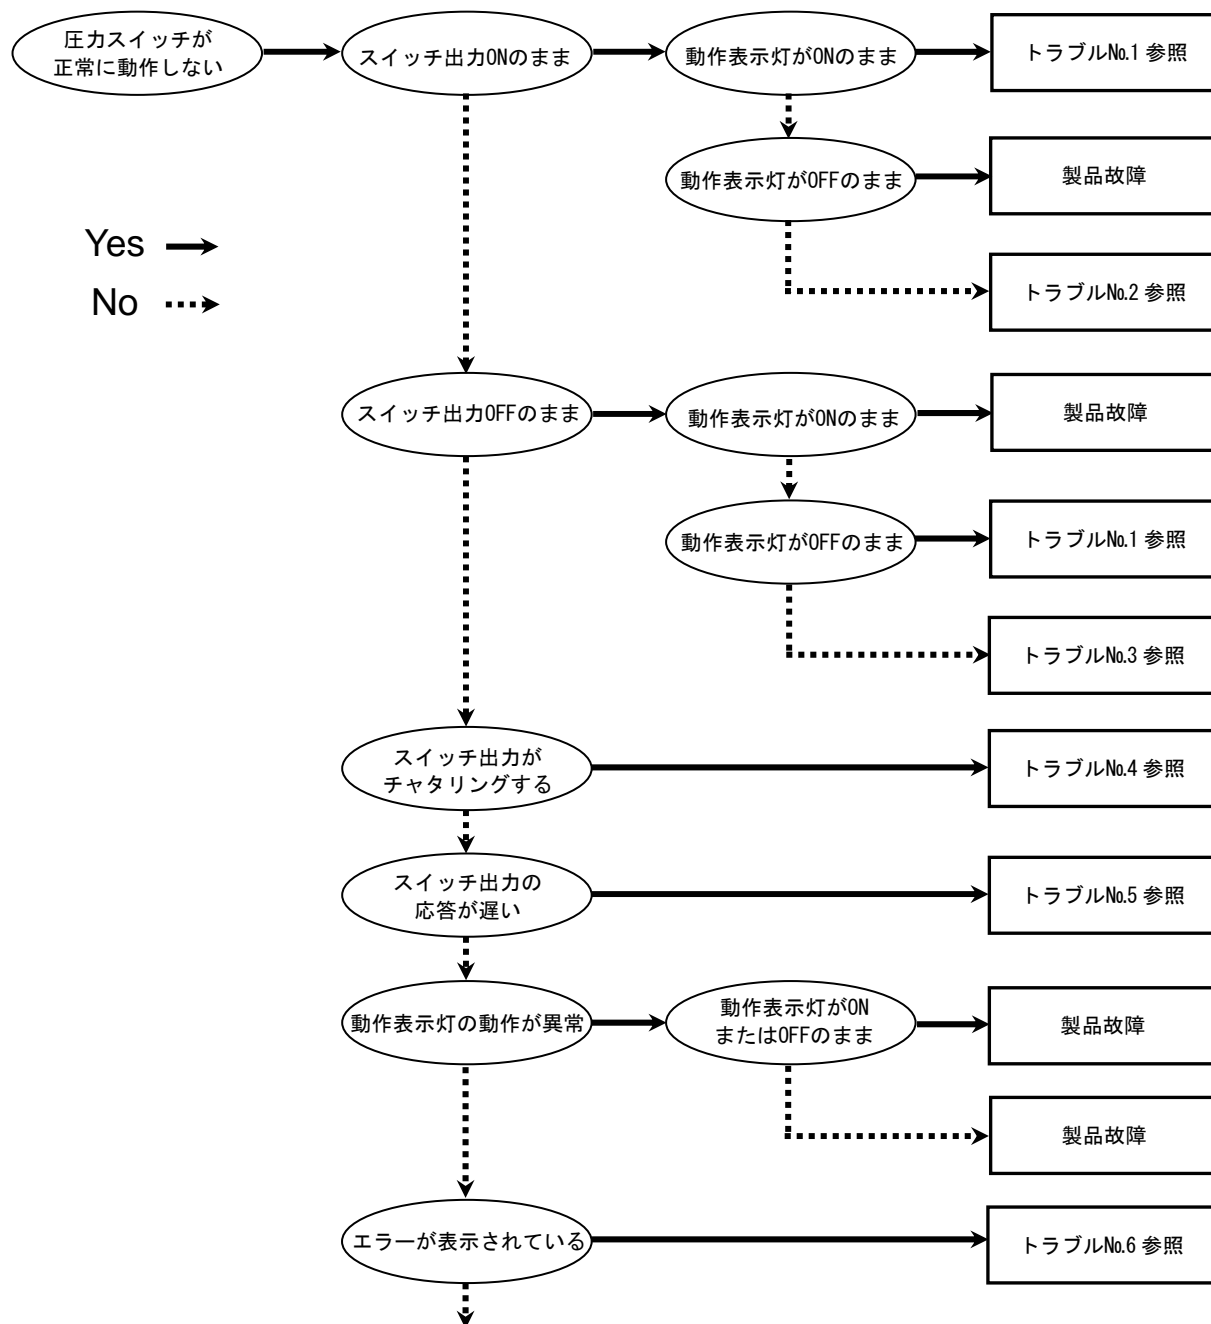 圧力スイッチが
正常に動作しない
スイッチ出力ONのまま
動作表示灯がONのまま
トラブル№1 参照
動作表示灯がOFFのまま
製品故障
Yes
No
トラブル№2 参照
スイッチ出力OFFのまま
動作表示灯がONのまま
製品故障
動作表示灯がOFFのまま
トラブル№1 参照
トラブル№3 参照
スイッチ出力が
チャタリングする
トラブル№4 参照
スイッチ出力の
応答が遅い
トラブル№5 参照
動作表示灯の動作が異常
動作表示灯がON
またはOFFのまま
製品故障
製品故障
エラーが表示されている
トラブル№6 参照